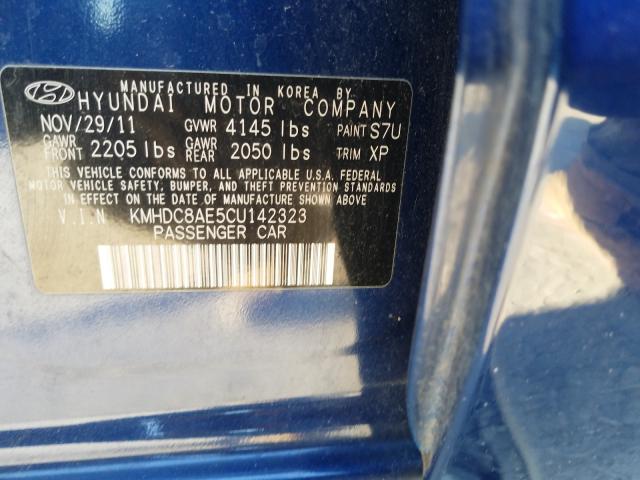 MANUFACTURED IN KOREA BY
HYUNDAI MOTOR COMPANY
NOV/29/11 GVWR 4145 lbs PAINT S7U
GAWR FRONT 2205 lbs GAWR REAR 2050 lbs TRIM XP
THIS VEHICLE CONFORMS TO ALL APPLICABLE U.S.A. FEDERAL
MOTOR VEHICLE SAFETY, BUMPER, AND THEFT PREVENTION STANDARDS
IN EFFECT ON THE DATE OF MANUFACTURE SHOWN ABOVE
V.I.N KMHDC8AE5CU142323
PASSENGER CAR